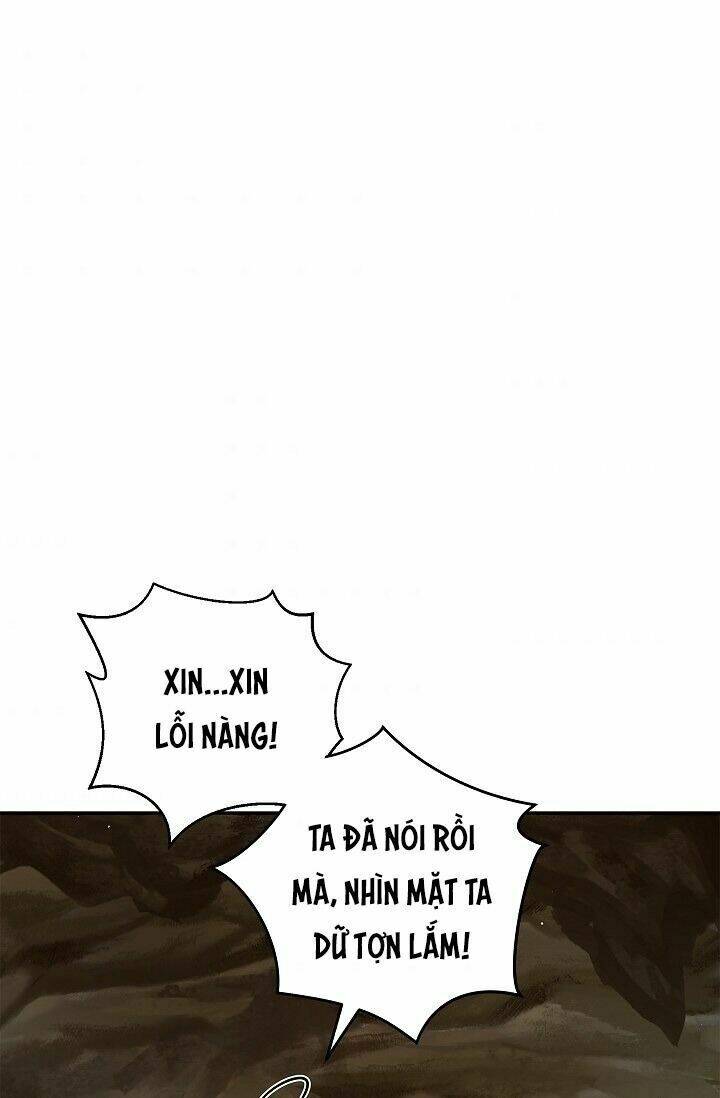 XIN...XIN
LỖI NÀNG!
TA ĐÃ NÓI RỒI
MÀ, NHÌN MẶT TA
DỮ TỢN LẮM!